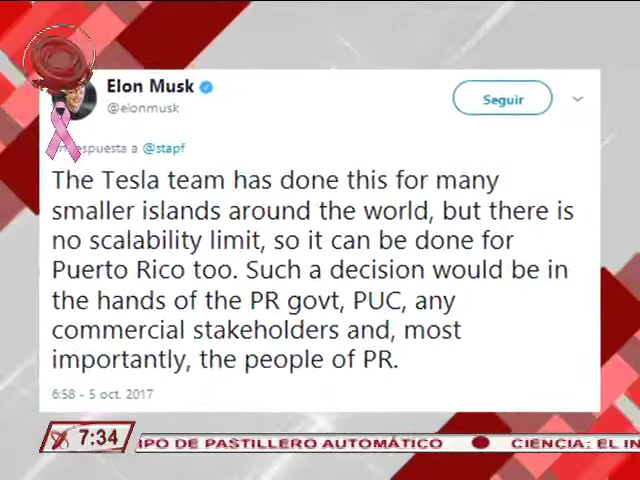 Elon Musk
@elonmusk
Seguir
respuesta a @stapf
The Tesla team has done this for many
smaller islands around the world, but there is
no scalability limit, so it can be done for
Puerto Rico too. Such a decision would be in
the hands of the PR govt, PUC, any
commercial stakeholders and, most
importantly, the people of PR.
6:58 - 5 oct. 2017
7:34 IPO DE PASTILLERO AUTOMÁTICO CIENCIA: EL IN